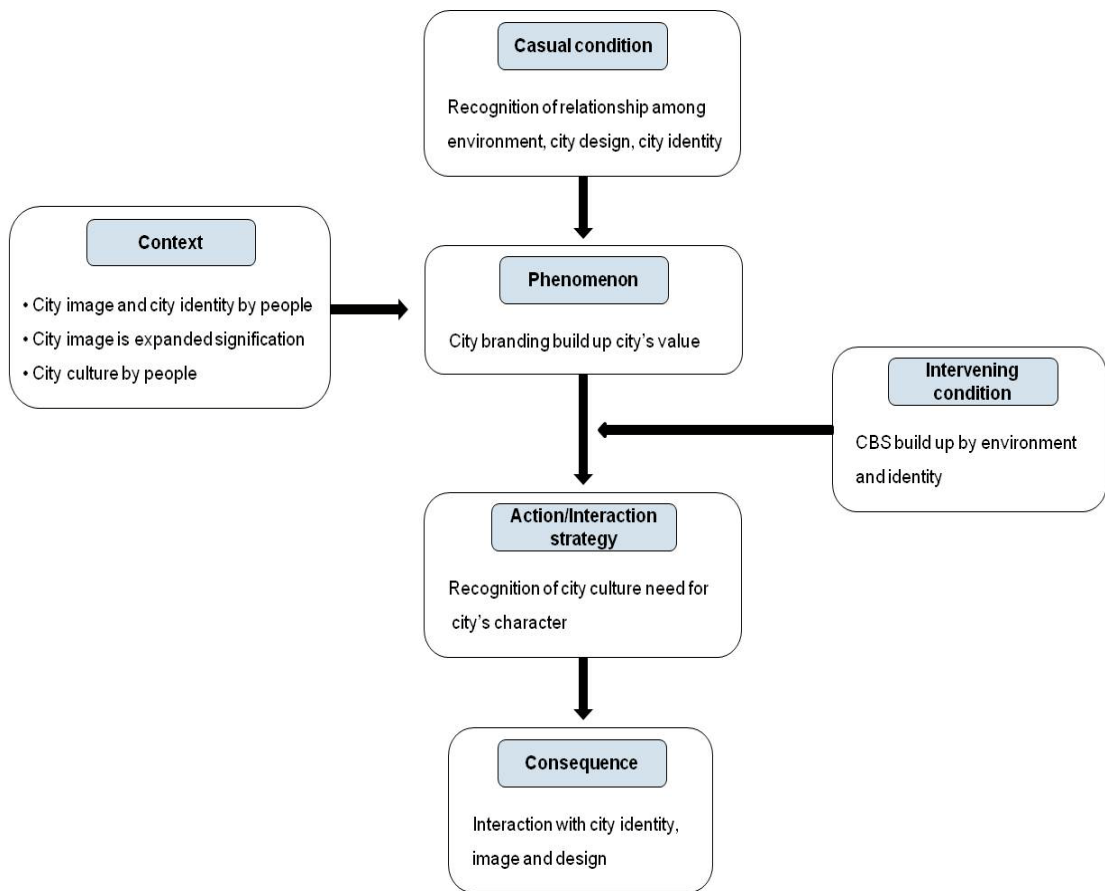 Casual condition
Recognition of relationship among
environment, city design, city identity
Context
• City image and city identity by people
• City image is expanded signification
• City culture by people
Phenomenon
City branding build up city's value
Intervening
condition
CBS build up by environment
and identity
Action/Interaction
strategy
Recognition of city culture need for
city's character
Consequence
Interaction with city identity,
image and design